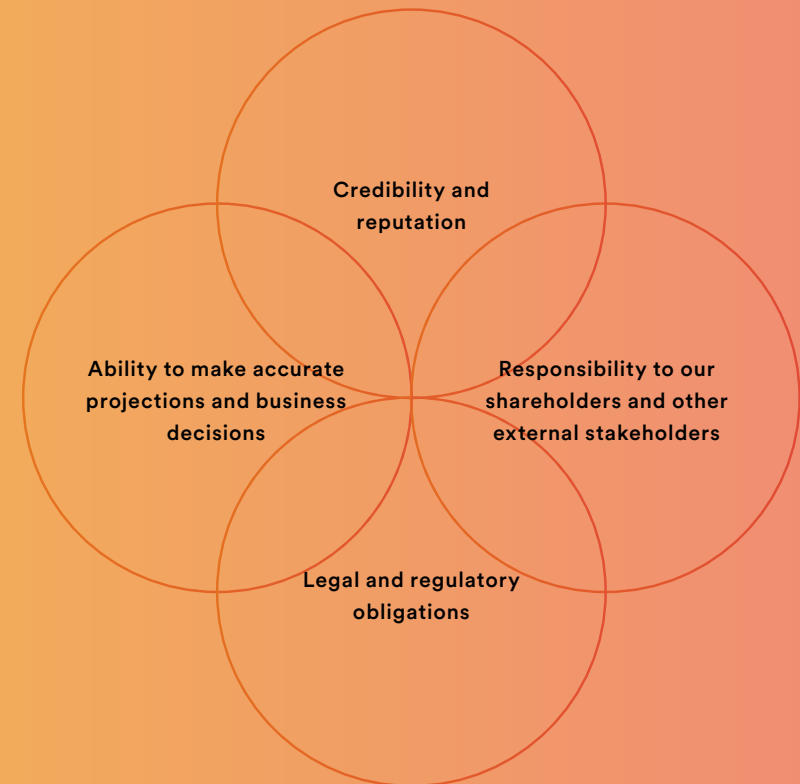 Credibility and
reputation
Ability to make accurate
projections and business
decisions
Responsibility to our
shareholders and other
external stakeholders
Legal and regulatory
obligations